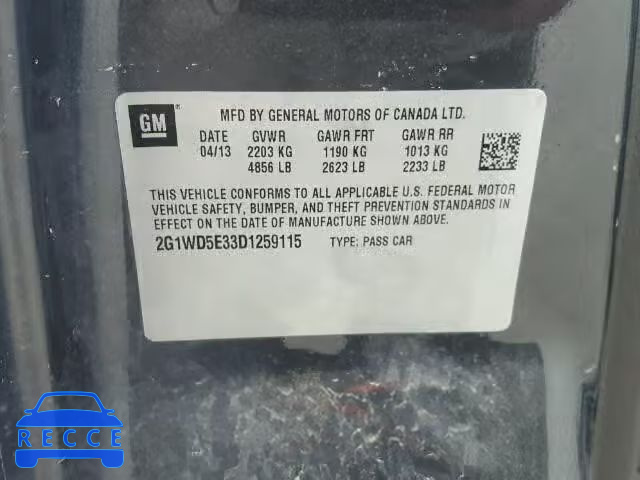 GM
MFD BY GENERAL MOTORS OF CANADA LTD.
DATE GVWR GAWR FRT GAWR RR
04/13 2203 KG 1190 KG 1013 KG
4856 LB 2623 LB 2233 LB
THIS VEHICLE CONFORMS TO ALL APPLICABLE U.S. FEDERAL MOTOR
VEHICLE SAFETY, BUMPER, AND THEFT PREVENTION STANDARDS IN
EFFECT ON THE DATE OF MANUFACTURE SHOWN ABOVE.
2G1WD5E33D1259115 TYPE: PASS CAR
RECCE